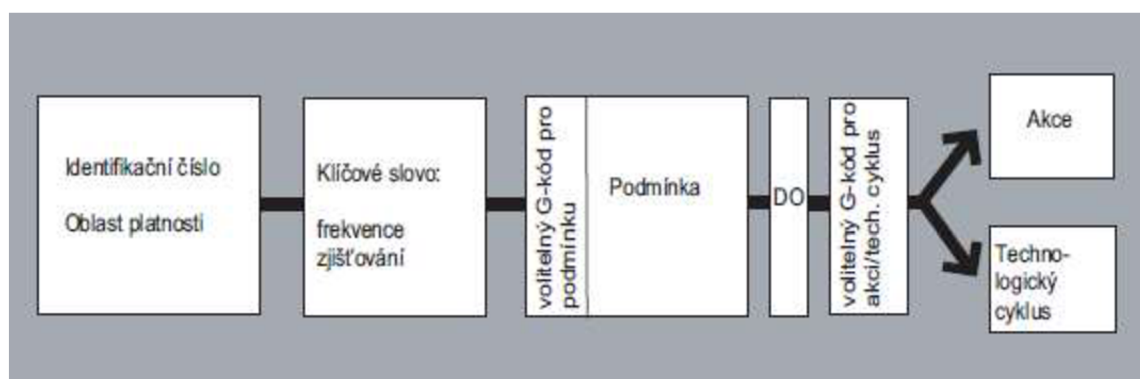 Identifikační číslo
Oblast platnosti
Klíčové slovo:
frekvence
zjišťování
volitelný G-kód pro
podmínku
Podmínka
DO
volitelný G-kód pro
akci/tech. cyklus
Akce
Techno-
logický
cyklus